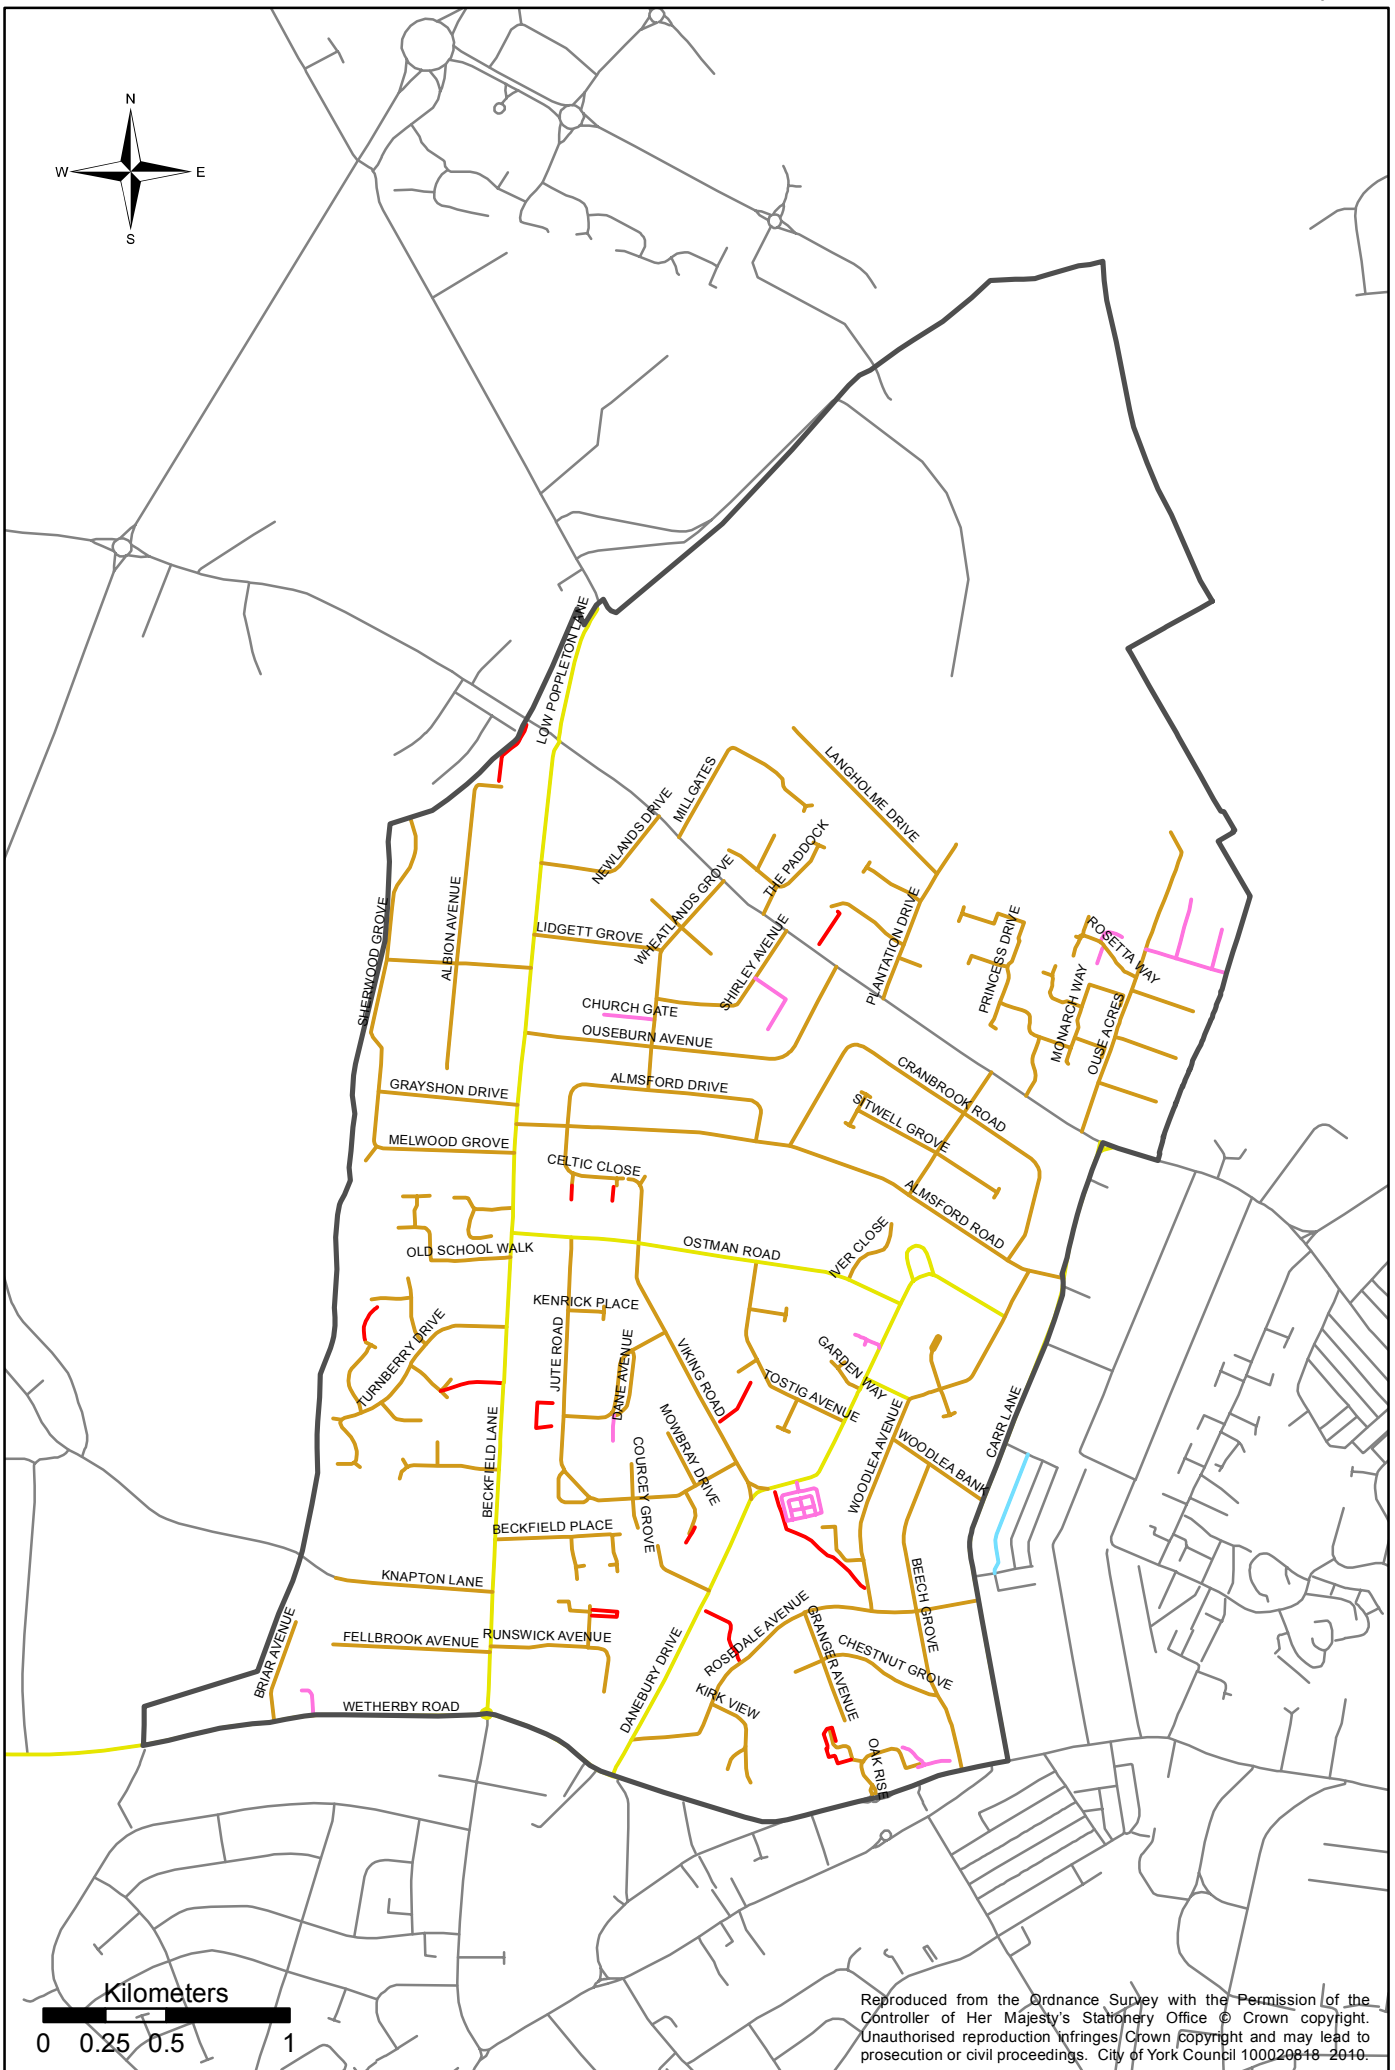 N
W E
S
LOW POPPLETON LANE
LANGHOLME DRIVE
MILLGATES
NEWLANDS DRIVE
THE PADDOCK
WHEATLANDS GROVE
ALBION AVENUE
SHERWOOD GROVE
LIDGETT GROVE
SHIRLEY AVENUE
PLANTATION DRIVE
PRINCESS DRIVE
ROSETTA WAY
MONARCH WAY
OUSE ACRES
CHURCH GATE
OUSEBURN AVENUE
GRAYSHON DRIVE
ALMSFORD DRIVE
CRANBROOK ROAD
SITWELL GROVE
MELWOOD GROVE
CELTIC CLOSE
ALMSFORD ROAD
OLD SCHOOL WALK
OSTMAN ROAD
IVER CLOSE
KENRICK PLACE
JUTE ROAD
DANE AVENUE
VIKING ROAD
TURNBERRY DRIVE
GARDEN WAY
TOSTIG AVENUE
MOWBRAY DRIVE
WOODLEA AVENUE
WOODLEA BANK
CARR LANE
BECKFIELD LANE
COURCEY GROVE
BECKFIELD PLACE
KNAPTON LANE
BEECH GROVE
BRIAR AVENUE
FELLBROOK AVENUE
RUNSWICK AVENUE
ROSEDALE AVENUE
GRANGER AVENUE
CHESTNUT GROVE
DANEBURY DRIVE
KIRK VIEW
WETHERBY ROAD
OAK RISE
Kilometers
0 0.25 0.5 1
Reproduced from the Ordnance Survey with the Permission of the
Controller of Her Majesty's Stationery Office © Crown copyright.
Unauthorised reproduction infringes Crown copyright and may lead to
prosecution or civil proceedings. City of York Council 100020818 2010.